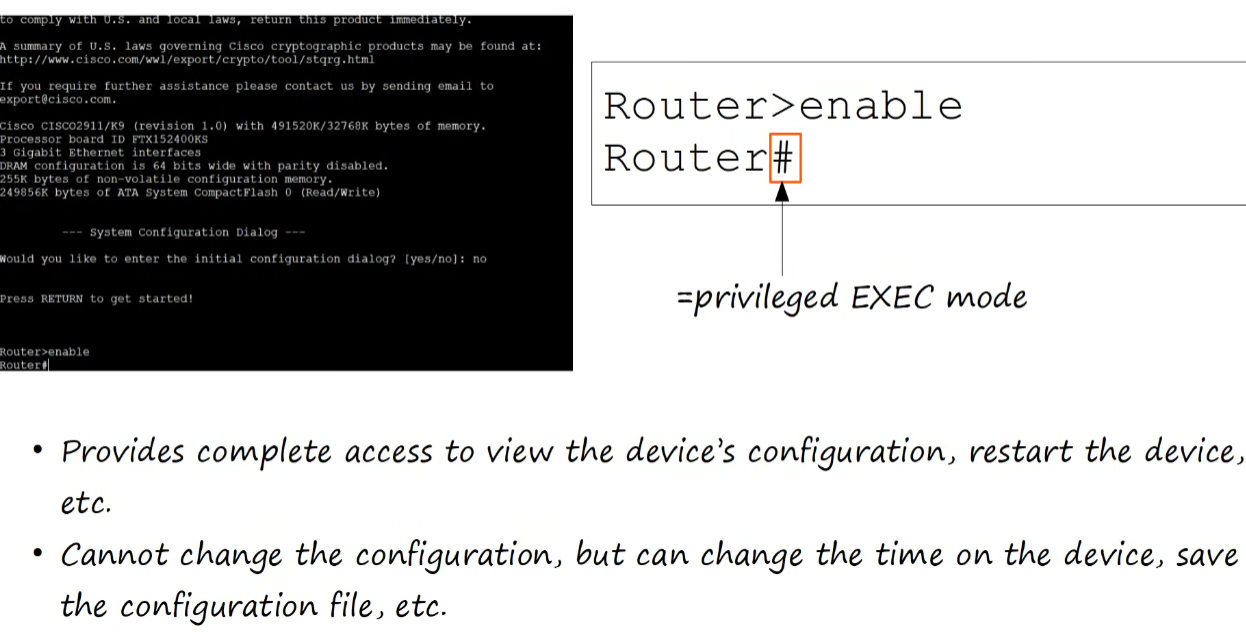 to comply with U.S. and local laws, return this product immediately.
A summary of U.S. laws governing Cisco cryptographic products may be found at:
http://www.cisco.com/wwl/export/crypto/tool/stqrg.html
If you require further assistance please contact us by sending email to
export@cisco.com.
Cisco CISCO2911/K9 (revision 1.0) with 491520K/32768K bytes of memory.
Processor board ID FTX152400KS
3 Gigabit Ethernet interfaces
DRAM configuration is 64 bits wide with parity disabled.
255K bytes of non-volatile configuration memory.
249856K bytes of ATA System CompactFlash 0 (Read/Write)
--- System Configuration Dialog ---
Would you like to enter the initial configuration dialog? [yes/no]: no
Press RETURN to get started!
Router>enable
Router#
Router>enable
Router#
=privileged EXEC mode
• Provides complete access to view the device's configuration, restart the device,
etc.
• Cannot change the configuration, but can change the time on the device, save
the configuration file, etc.